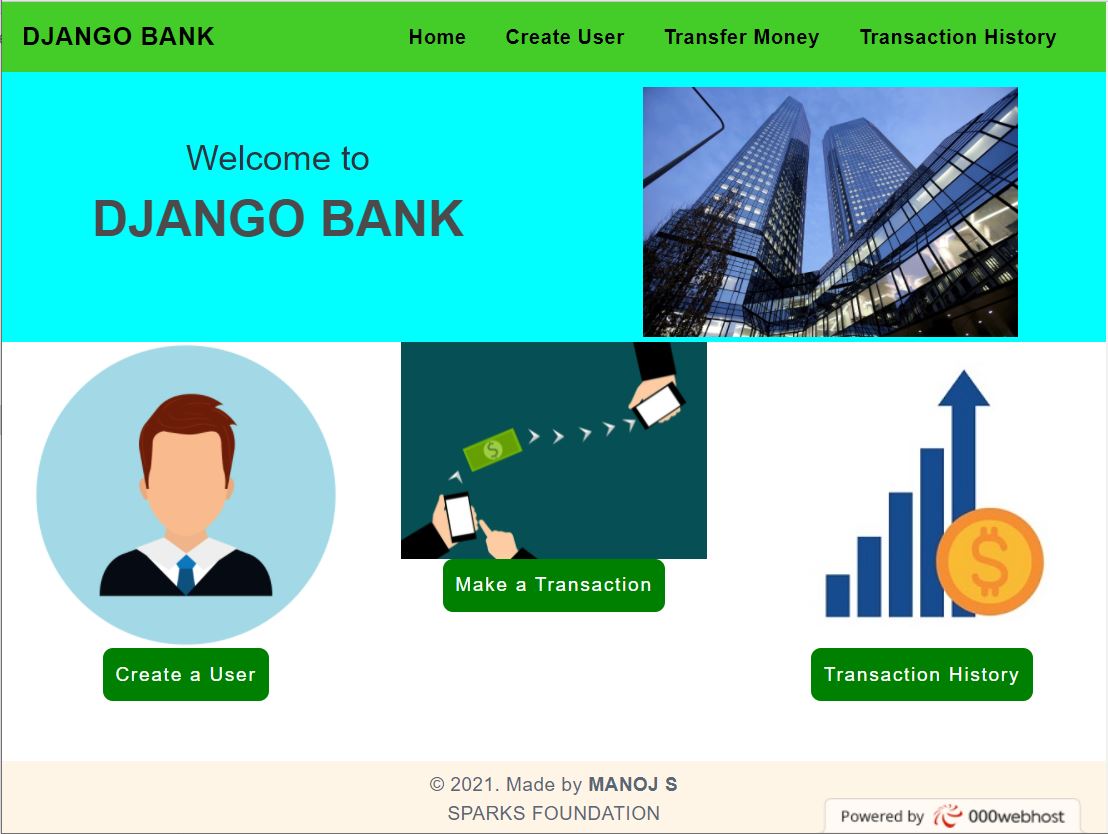 DJANGO BANK
Home Create User Transfer Money Transaction History
Welcome to
DJANGO BANK
Make a Transaction
Create a User
Transaction History
© 2021. Made by MANOJ S
SPARKS FOUNDATION
Powered by 000webhost